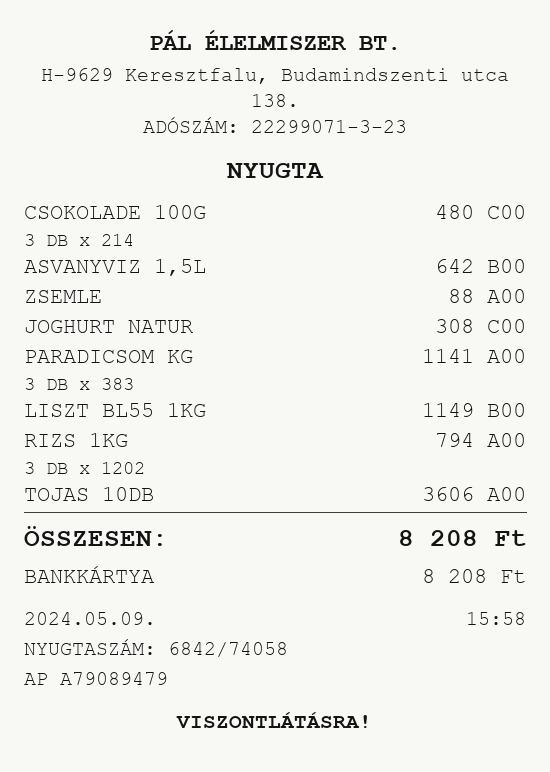 PÁL ÉLELMISZER BT.
H-9629 Keresztfalu, Budamindszenti utca
138.
ADÓSZÁM: 22299071-3-23
NYUGTA
CSOKOLADE 100G 480 C00
3 DB x 214
ASVANYVIZ 1,5L 642 B00
ZSEMLE 88 A00
JOGHURT NATUR 308 C00
PARADICSOM KG 1141 A00
3 DB x 383
LISZT BL55 1KG 1149 B00
RIZS 1KG 794 A00
3 DB x 1202
TOJAS 10DB 3606 A00
ÖSSZESEN: 8 208 Ft
BANKKÁRTYA 8 208 Ft
2024.05.09. 15:58
NYUGTASZÁM: 6842/74058
AP A79089479
VISZONTLÁTÁSRA!